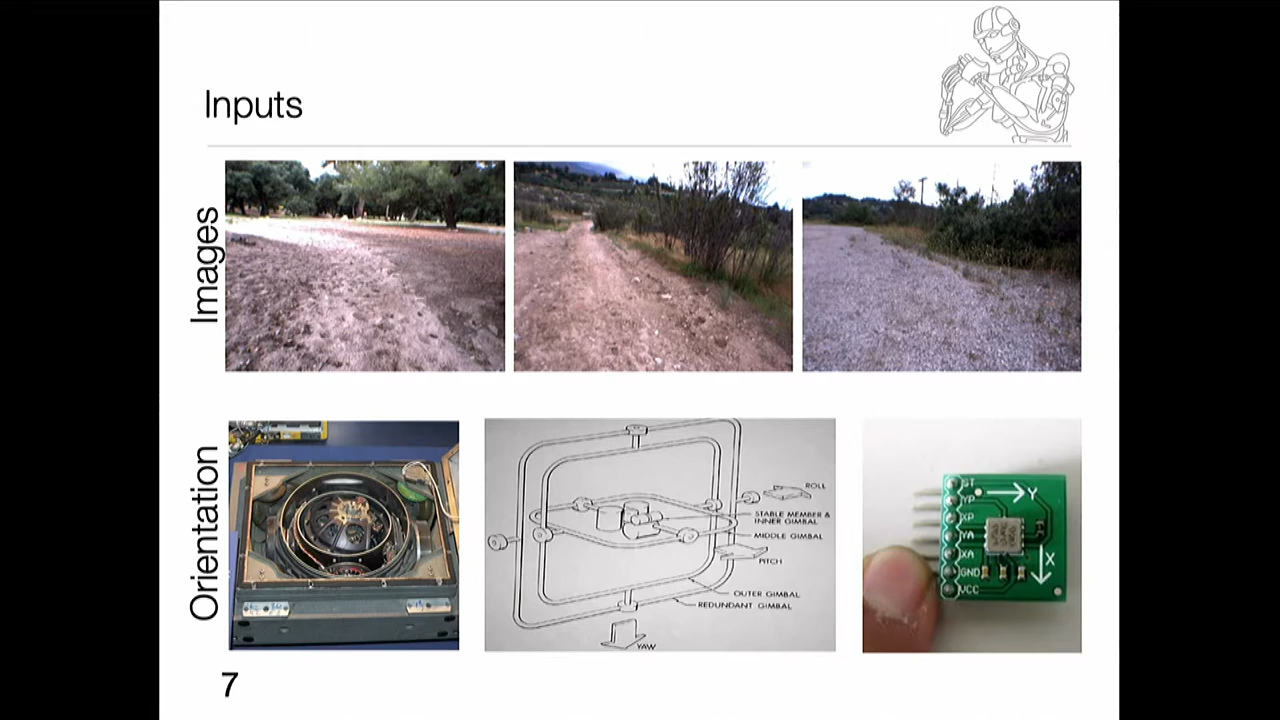 Inputs
Images
Orientation
ROLL
STABLE MEMBER &
INNER GIMBAL
MIDDLE GIMBAL
PITCH
OUTER GIMBAL
REDUNDANT GIMBAL
YAW
ST
YP
XP
YA
XA
GND
VCC
Y
X
7